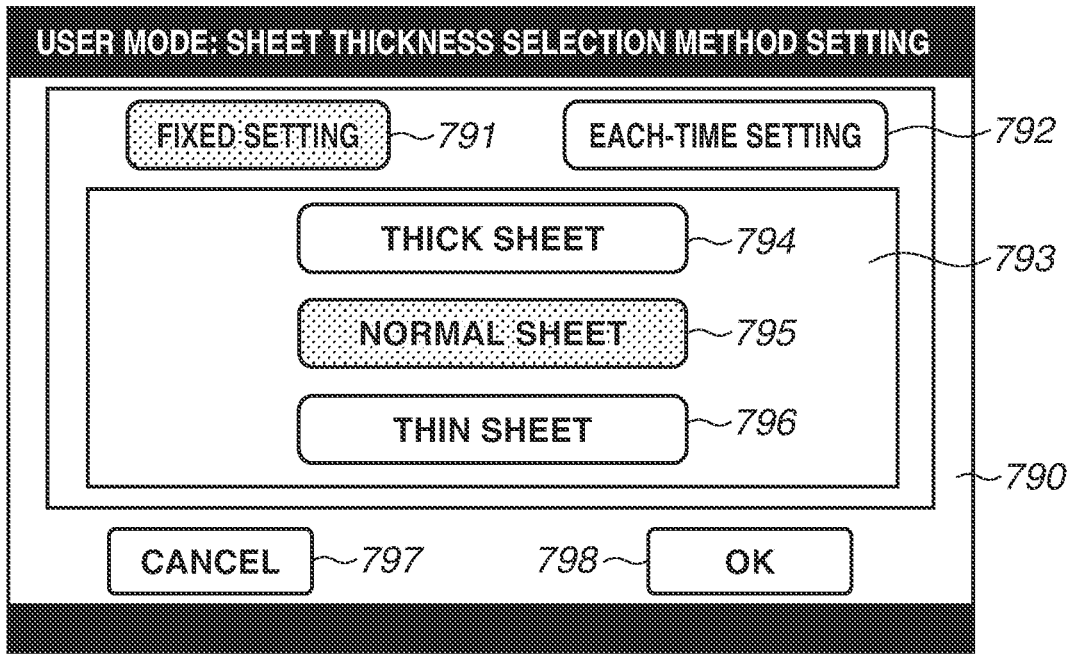 USER MODE: SHEET THICKNESS SELECTION METHOD SETTING
FIXED SETTING 791 EACH-TIME SETTING 792
THICK SHEET 794
793
NORMAL SHEET 795
THIN SHEET 796
790
CANCEL 797 798 OK